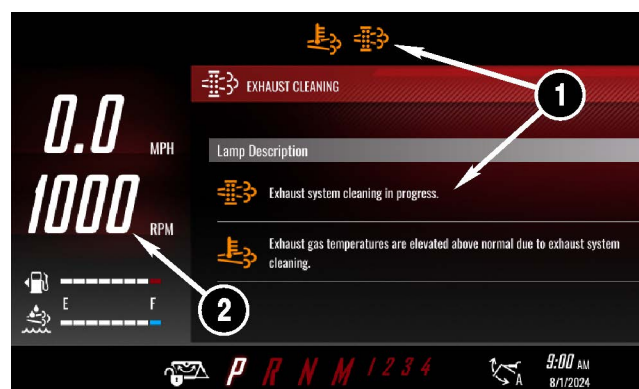 EXHAUST CLEANING
1
0.0 MPH
Lamp Description
Exhaust system cleaning in progress.
1000 RPM
Exhaust gas temperatures are elevated above normal due to exhaust system
cleaning.
E F
2
P R N M 1 2 3 4
A
9:00 AM
8/1/2024